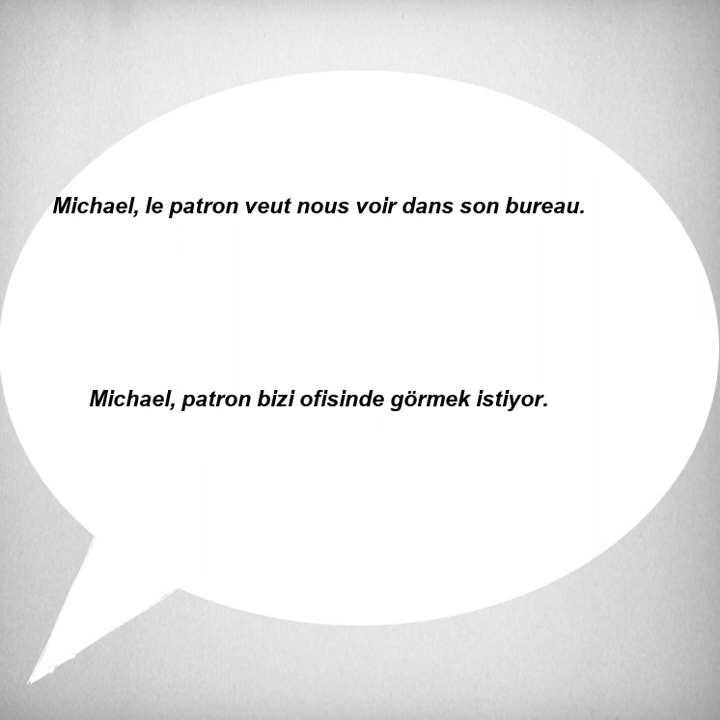 Michael, le patron veut nous voir dans son bureau.
Michael, patron bizi ofisinde görmek istiyor.